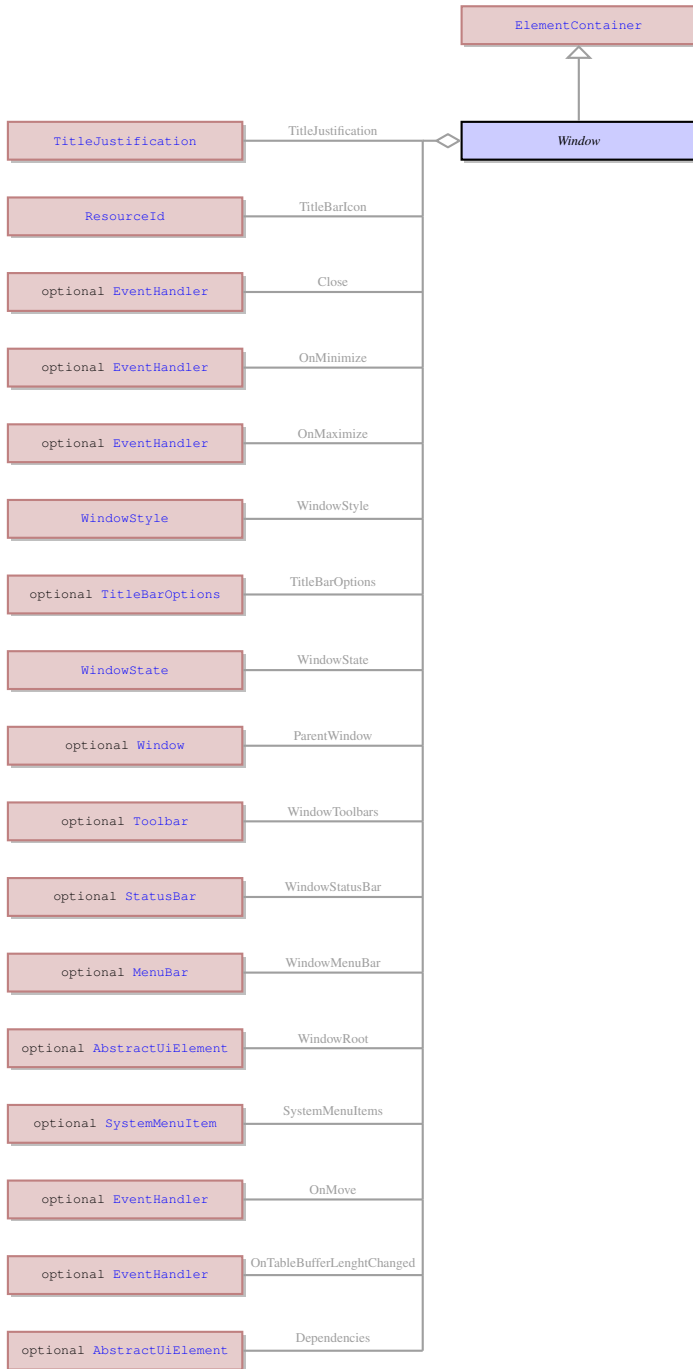 ElementContainer
TitleJustification
TitleJustification
Window
ResourceId
TitleBarIcon
optional EventHandler
Close
optional EventHandler
OnMinimize
optional EventHandler
OnMaximize
WindowStyle
WindowStyle
optional TitleBarOptions
TitleBarOptions
WindowState
WindowState
optional Window
ParentWindow
optional Toolbar
WindowToolbars
optional StatusBar
WindowStatusBar
optional MenuBar
WindowMenuBar
optional AbstractUiElement
WindowRoot
optional SystemMenuItem
SystemMenuItems
optional EventHandler
OnMove
optional EventHandler
OnTableBufferLenghtChanged
optional AbstractUiElement
Dependencies